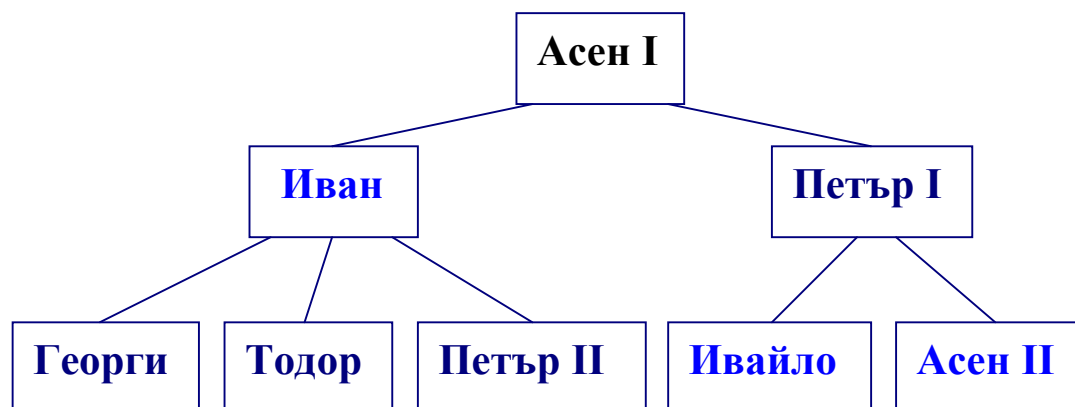 Асен I
Иван
Петър I
Георги
Тодор
Петър II
Ивайло
Асен II